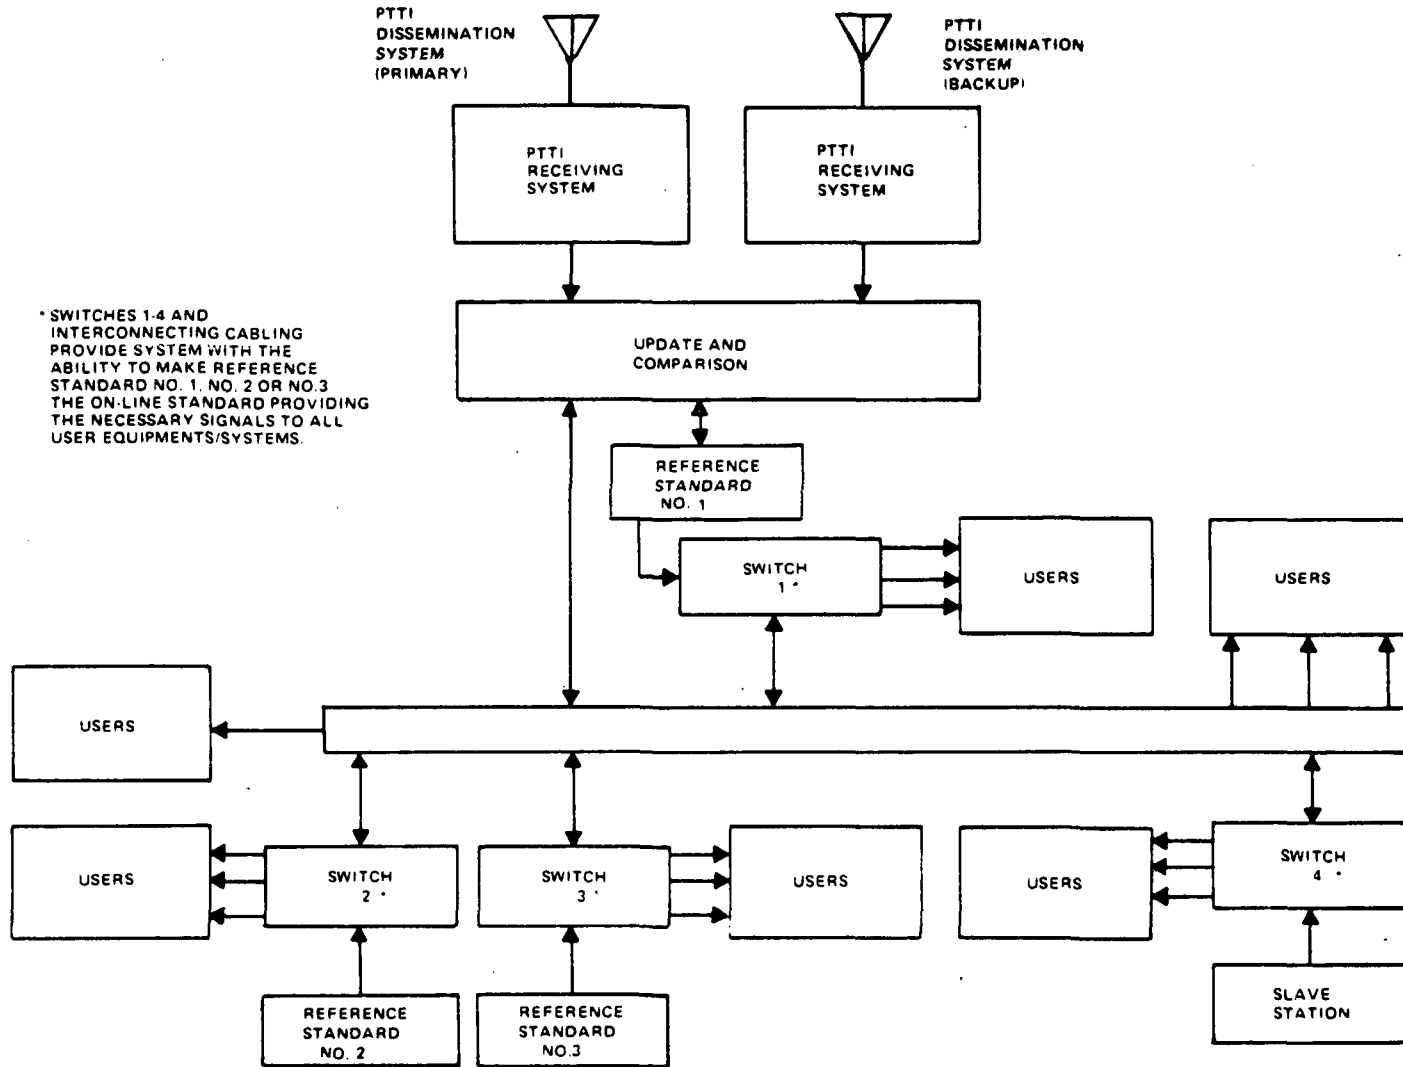 PTTI
DISSEMINATION
SYSTEM
(PRIMARY)
PTTI
DISSEMINATION
SYSTEM
(BACKUP)
PTTI
RECEIVING
SYSTEM
PTTI
RECEIVING
SYSTEM
* SWITCHES 1-4 AND
INTERCONNECTING CABLING
PROVIDE SYSTEM WITH THE
ABILITY TO MAKE REFERENCE
STANDARD NO. 1, NO. 2 OR NO.3
THE ON-LINE STANDARD PROVIDING
THE NECESSARY SIGNALS TO ALL
USER EQUIPMENTS/SYSTEMS.
UPDATE AND
COMPARISON
REFERENCE
STANDARD
NO. 1
SWITCH
1 *
USERS
USERS
USERS
USERS
SWITCH
2 *
SWITCH
3 *
USERS
USERS
SWITCH
4 *
REFERENCE
STANDARD
NO. 2
REFERENCE
STANDARD
NO.3
SLAVE
STATION